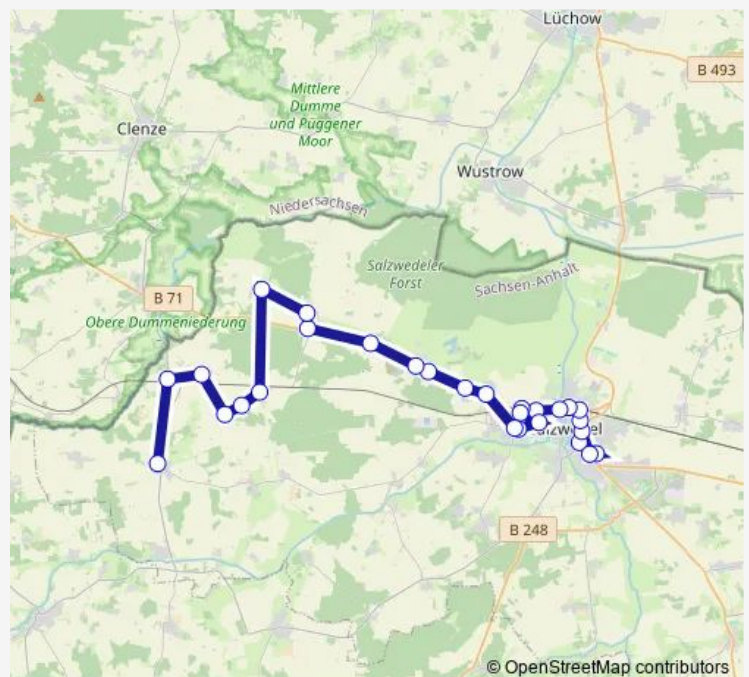 Lüchow
B 493
Mittlere
Dumme
und Püggener
Moor
Clenze
Wustrow
Niedersachsen
Salzwedeler
Forst
Sachsen-Anhalt
B 71
Obere Dummeniederung
B 248
© OpenStreetMap contributors